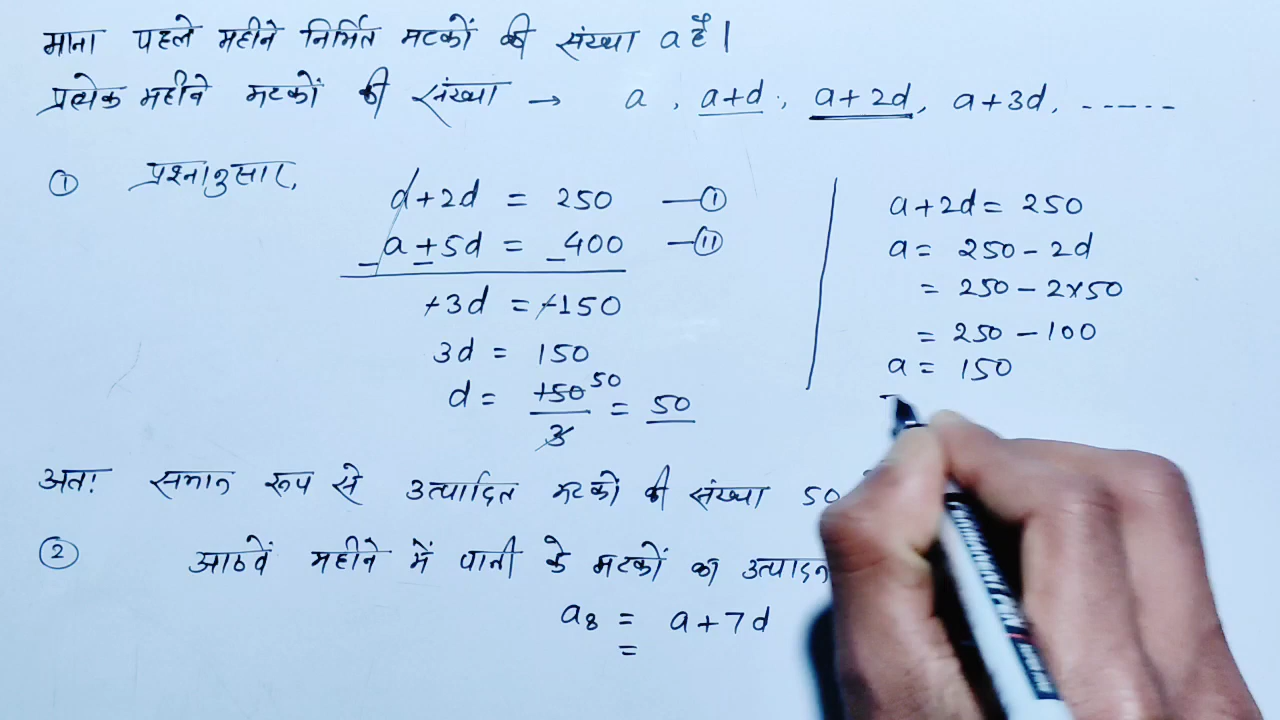 माना पहले महीने निर्मित मटकों की संख्या a है।
प्रत्येक महीने मटकों की संख्या → a , a+d , a+2d, a+3d, -----
① प्रश्नानुसार,
a+2d = 250 —①
a+5d = 400 —⑪
- - -
+3d = -150
3d = 150
d = 150 50 / 3 = 50
a+2d = 250
a = 250 - 2d
= 250 - 2×50
= 250 - 100
a = 150
अतः समान रूप से उत्पादित मटकों की संख्या 50
② आठवें महीने में पानी के मटकों का उत्पादन
a8 = a+7d
=